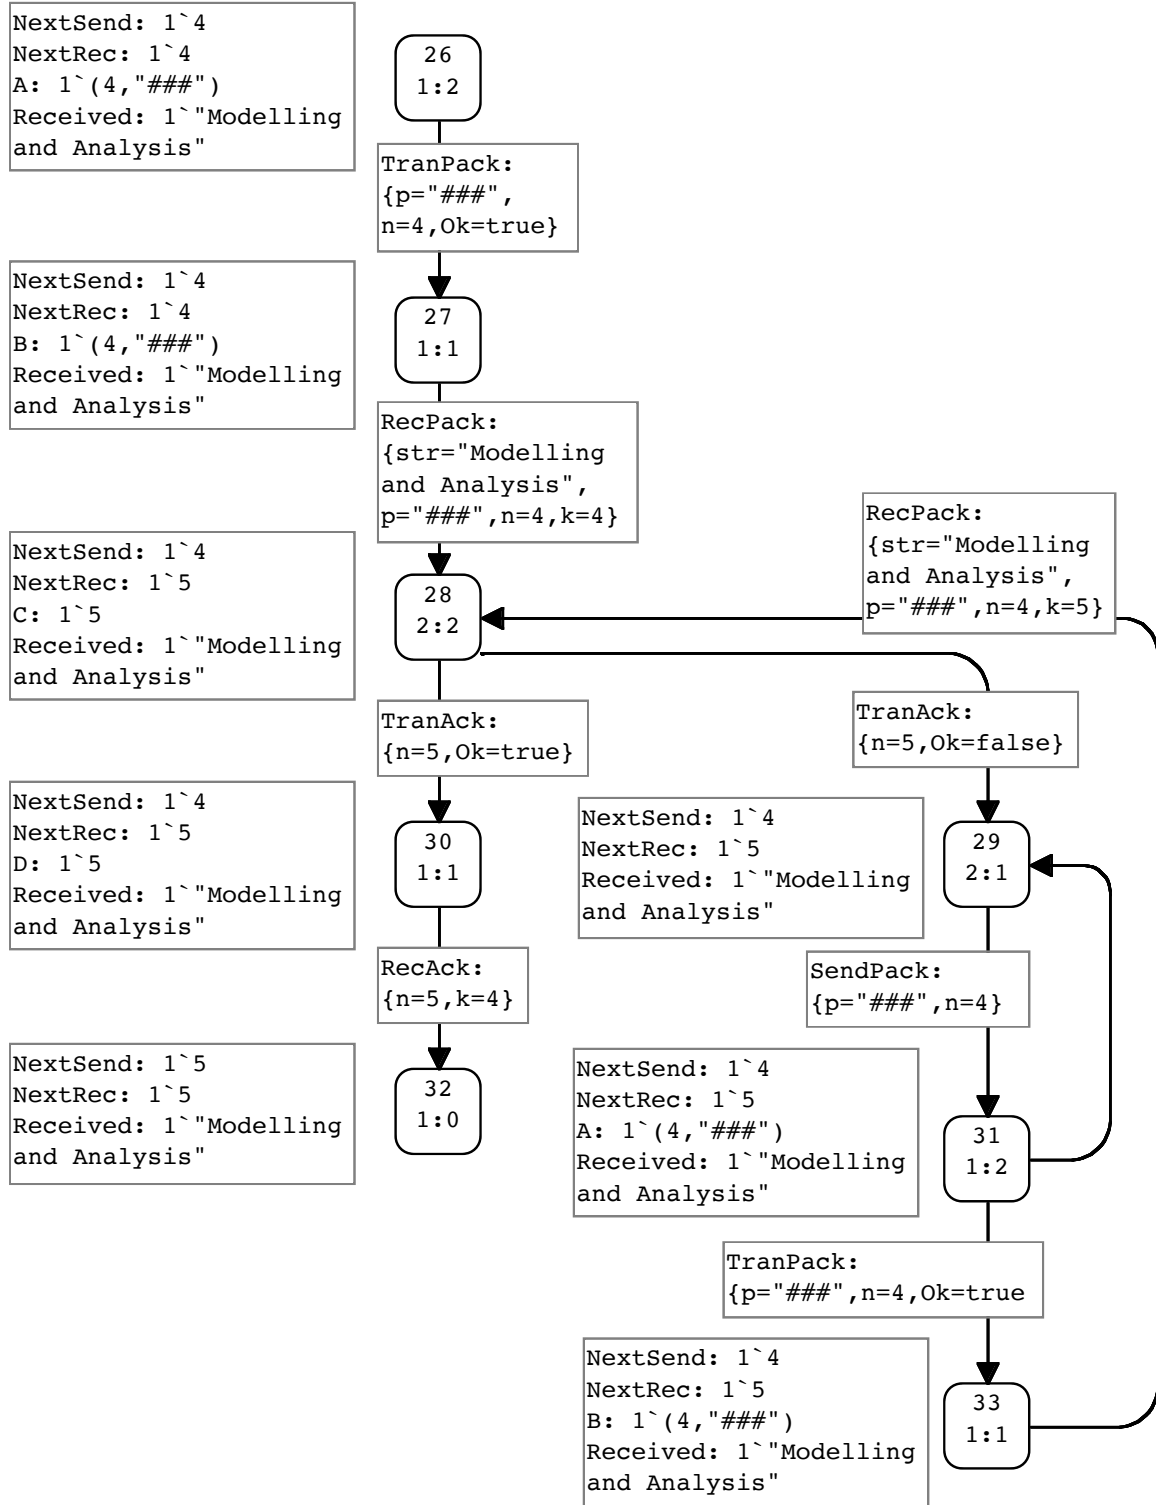 NextSend: 1`4
NextRec: 1`4
A: 1`(4,"###")
Received: 1`"Modelling
and Analysis"
26
1:2
TranPack:
{p="###",
n=4,Ok=true}
NextSend: 1`4
NextRec: 1`4
B: 1`(4,"###")
Received: 1`"Modelling
and Analysis"
27
1:1
RecPack:
{str="Modelling
and Analysis",
p="###",n=4,k=4}
RecPack:
{str="Modelling
and Analysis",
p="###",n=4,k=5}
NextSend: 1`4
NextRec: 1`5
C: 1`5
Received: 1`"Modelling
and Analysis"
28
2:2
TranAck:
{n=5,Ok=true}
TranAck:
{n=5,Ok=false}
NextSend: 1`4
NextRec: 1`5
D: 1`5
Received: 1`"Modelling
and Analysis"
30
1:1
NextSend: 1`4
NextRec: 1`5
Received: 1`"Modelling
and Analysis"
29
2:1
RecAck:
{n=5,k=4}
SendPack:
{p="###",n=4}
NextSend: 1`5
NextRec: 1`5
Received: 1`"Modelling
and Analysis"
32
1:0
NextSend: 1`4
NextRec: 1`5
A: 1`(4,"###")
Received: 1`"Modelling
and Analysis"
31
1:2
TranPack:
{p="###",n=4,Ok=true
NextSend: 1`4
NextRec: 1`5
B: 1`(4,"###")
Received: 1`"Modelling
and Analysis"
33
1:1